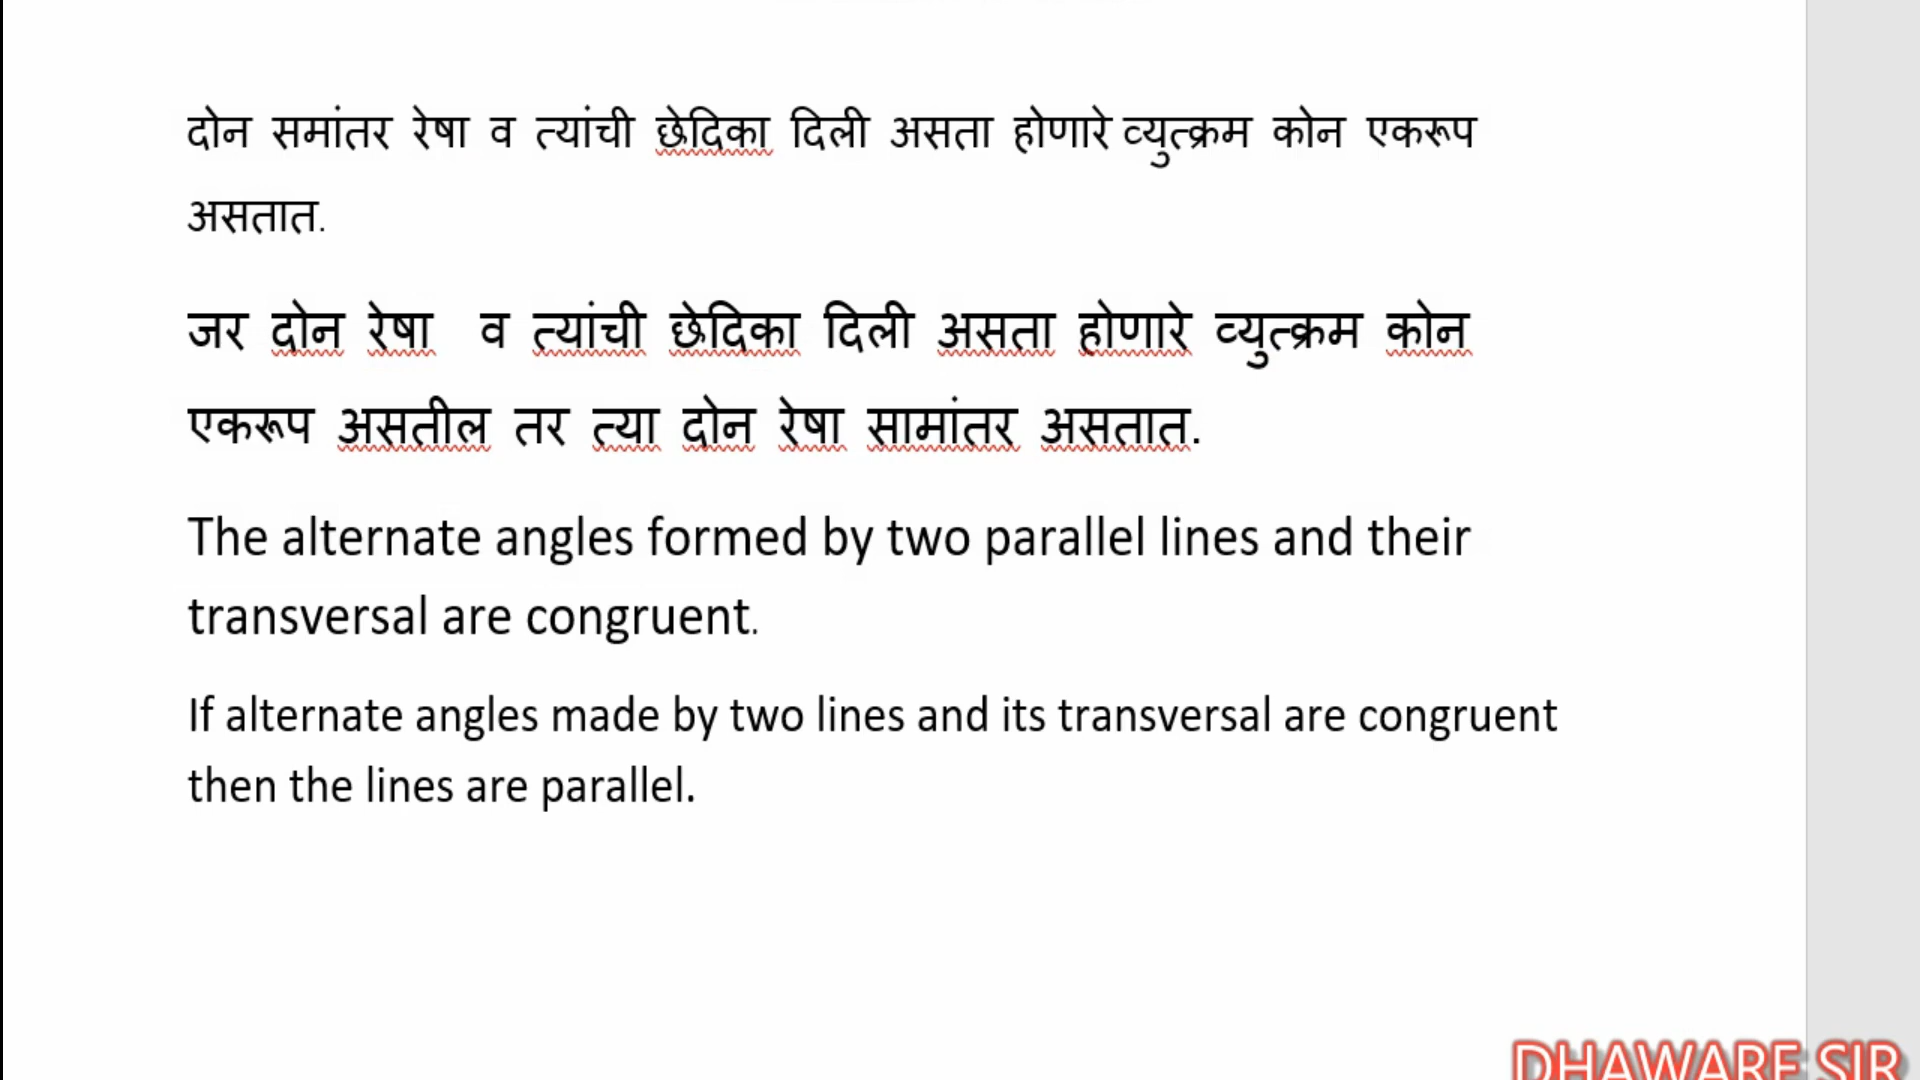 दोन समांतर रेषा व त्यांची छेदिका दिली असता होणारे व्युत्क्रम कोन एकरूप
असतात.
जर दोन रेषा व त्यांची छेदिका दिली असता होणारे व्युत्क्रम कोन
एकरूप असतील तर त्या दोन रेषा सामांतर असतात.
The alternate angles formed by two parallel lines and their
transversal are congruent.
If alternate angles made by two lines and its transversal are congruent
then the lines are parallel.
DHAWARE SIR